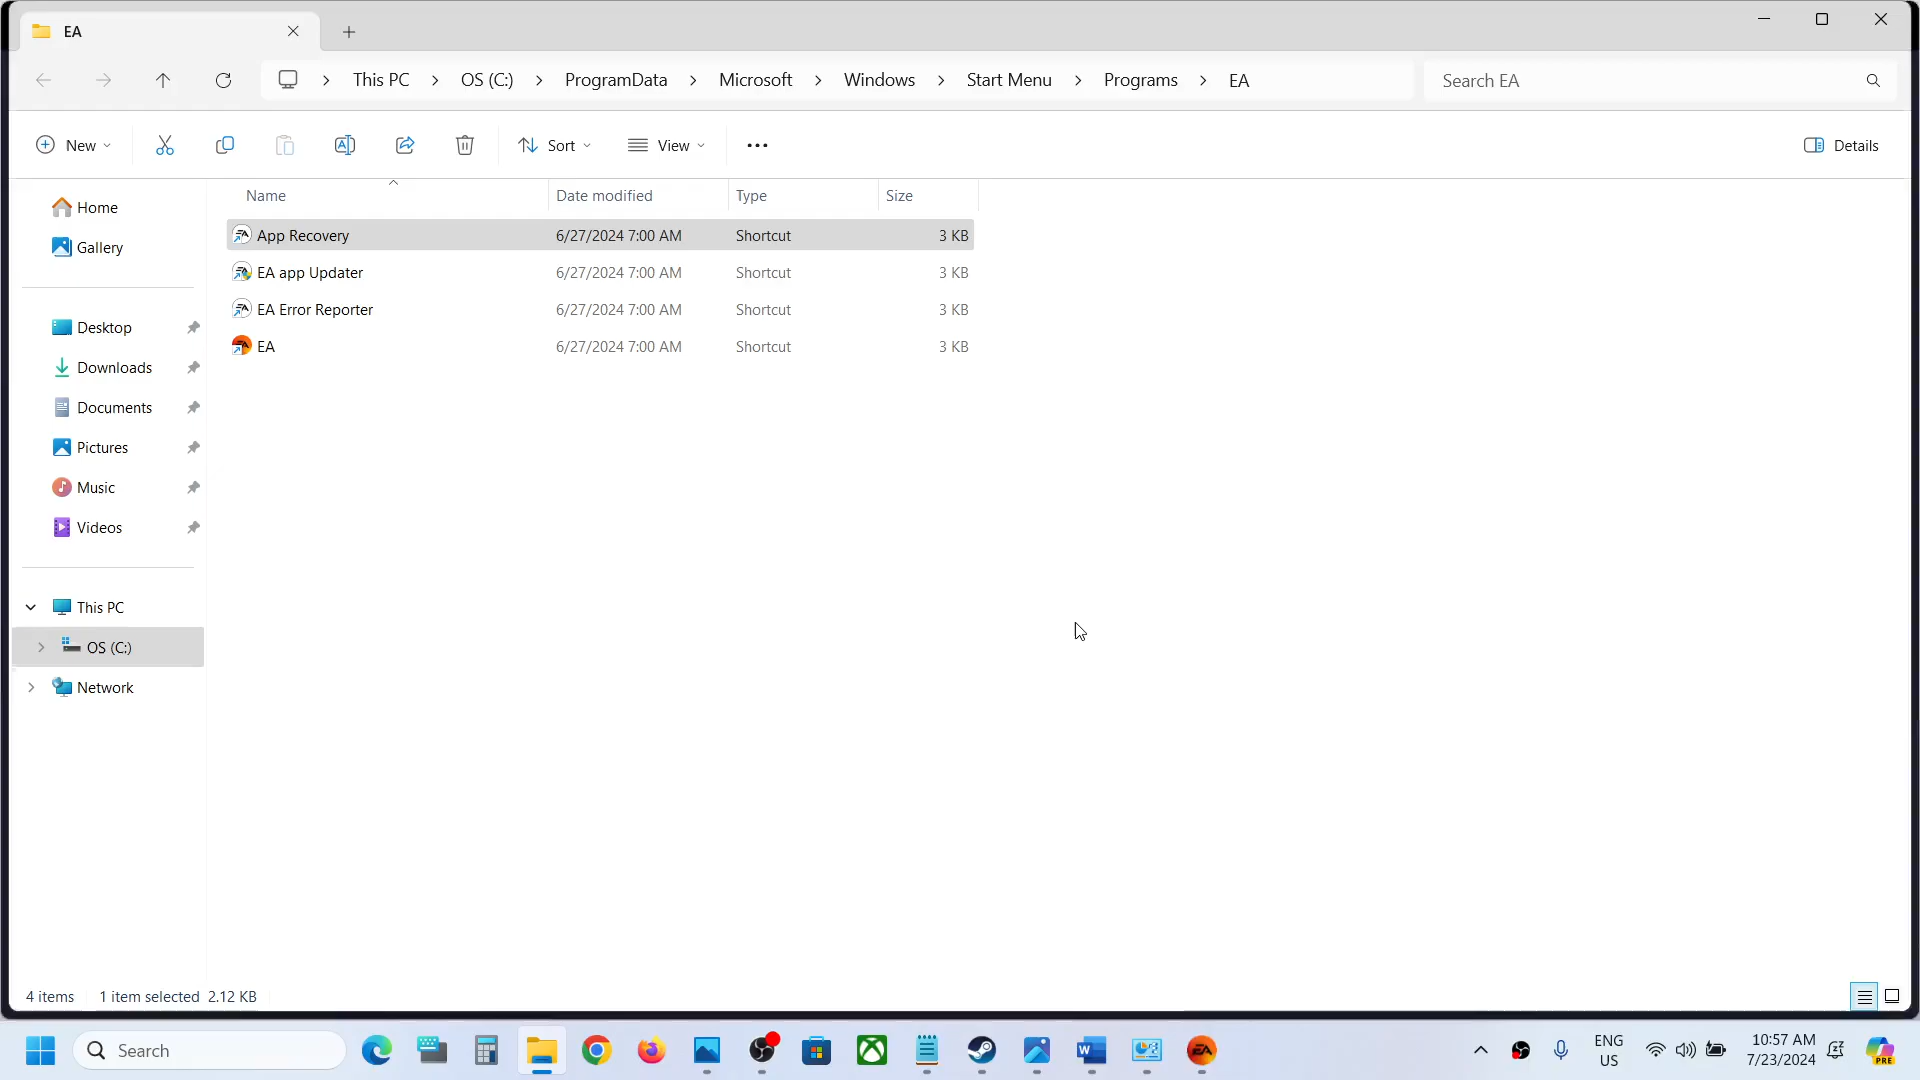 EA
This PC > OS (C:) > ProgramData > Microsoft > Windows > Start Menu > Programs > EA
Search EA
New
Sort
View
Details
Name Date modified Type Size
App Recovery 6/27/2024 7:00 AM Shortcut 3 KB
EA app Updater 6/27/2024 7:00 AM Shortcut 3 KB
EA Error Reporter 6/27/2024 7:00 AM Shortcut 3 KB
EA 6/27/2024 7:00 AM Shortcut 3 KB
Home
Gallery
Desktop
Downloads
Documents
Pictures
Music
Videos
This PC
OS (C:)
Network
4 items 1 item selected 2.12 KB
Search
ENG
US
10:57 AM
7/23/2024
PRE